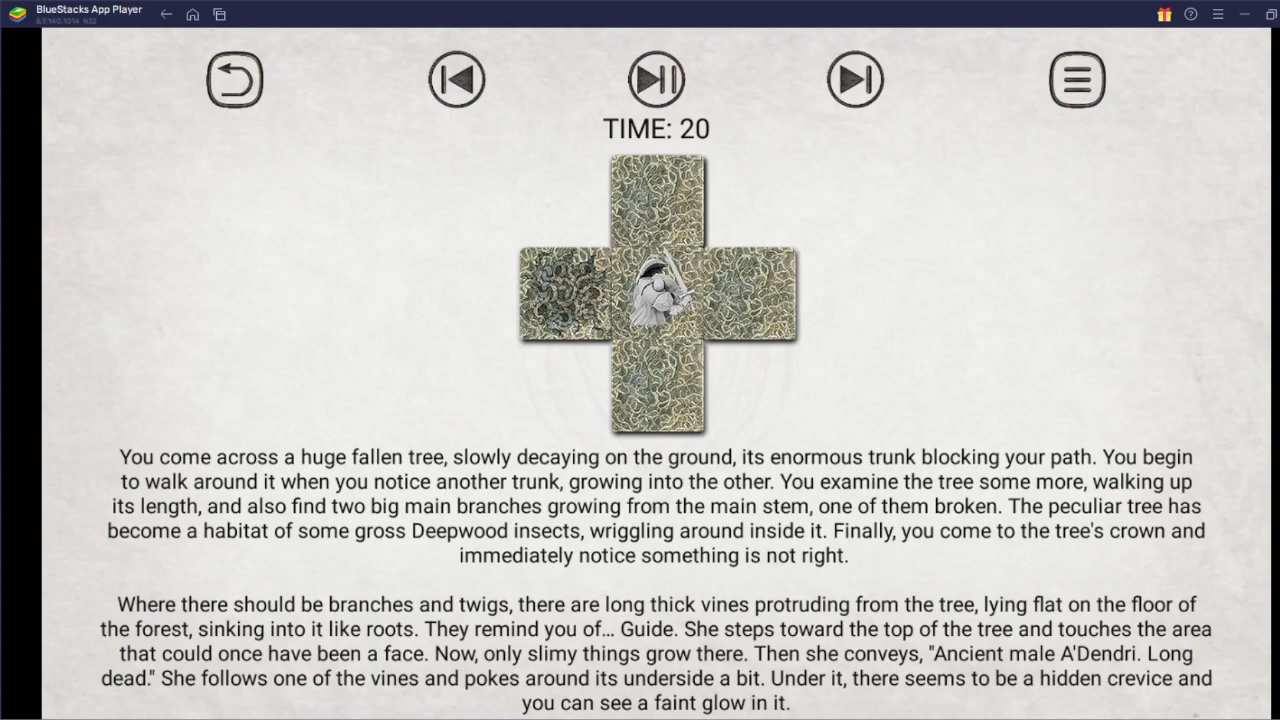 BlueStacks App Player
5.9.140.1014 N32
TIME: 20
You come across a huge fallen tree, slowly decaying on the ground, its enormous trunk blocking your path. You begin
to walk around it when you notice another trunk, growing into the other. You examine the tree some more, walking up
its length, and also find two big main branches growing from the main stem, one of them broken. The peculiar tree has
become a habitat of some gross Deepwood insects, wriggling around inside it. Finally, you come to the tree's crown and
immediately notice something is not right.
Where there should be branches and twigs, there are long thick vines protruding from the tree, lying flat on the floor of
the forest, sinking into it like roots. They remind you of... Guide. She steps toward the top of the tree and touches the area
that could once have been a face. Now, only slimy things grow there. Then she conveys, "Ancient male A'Dendri. Long
dead." She follows one of the vines and pokes around its underside a bit. Under it, there seems to be a hidden crevice and
you can see a faint glow in it.